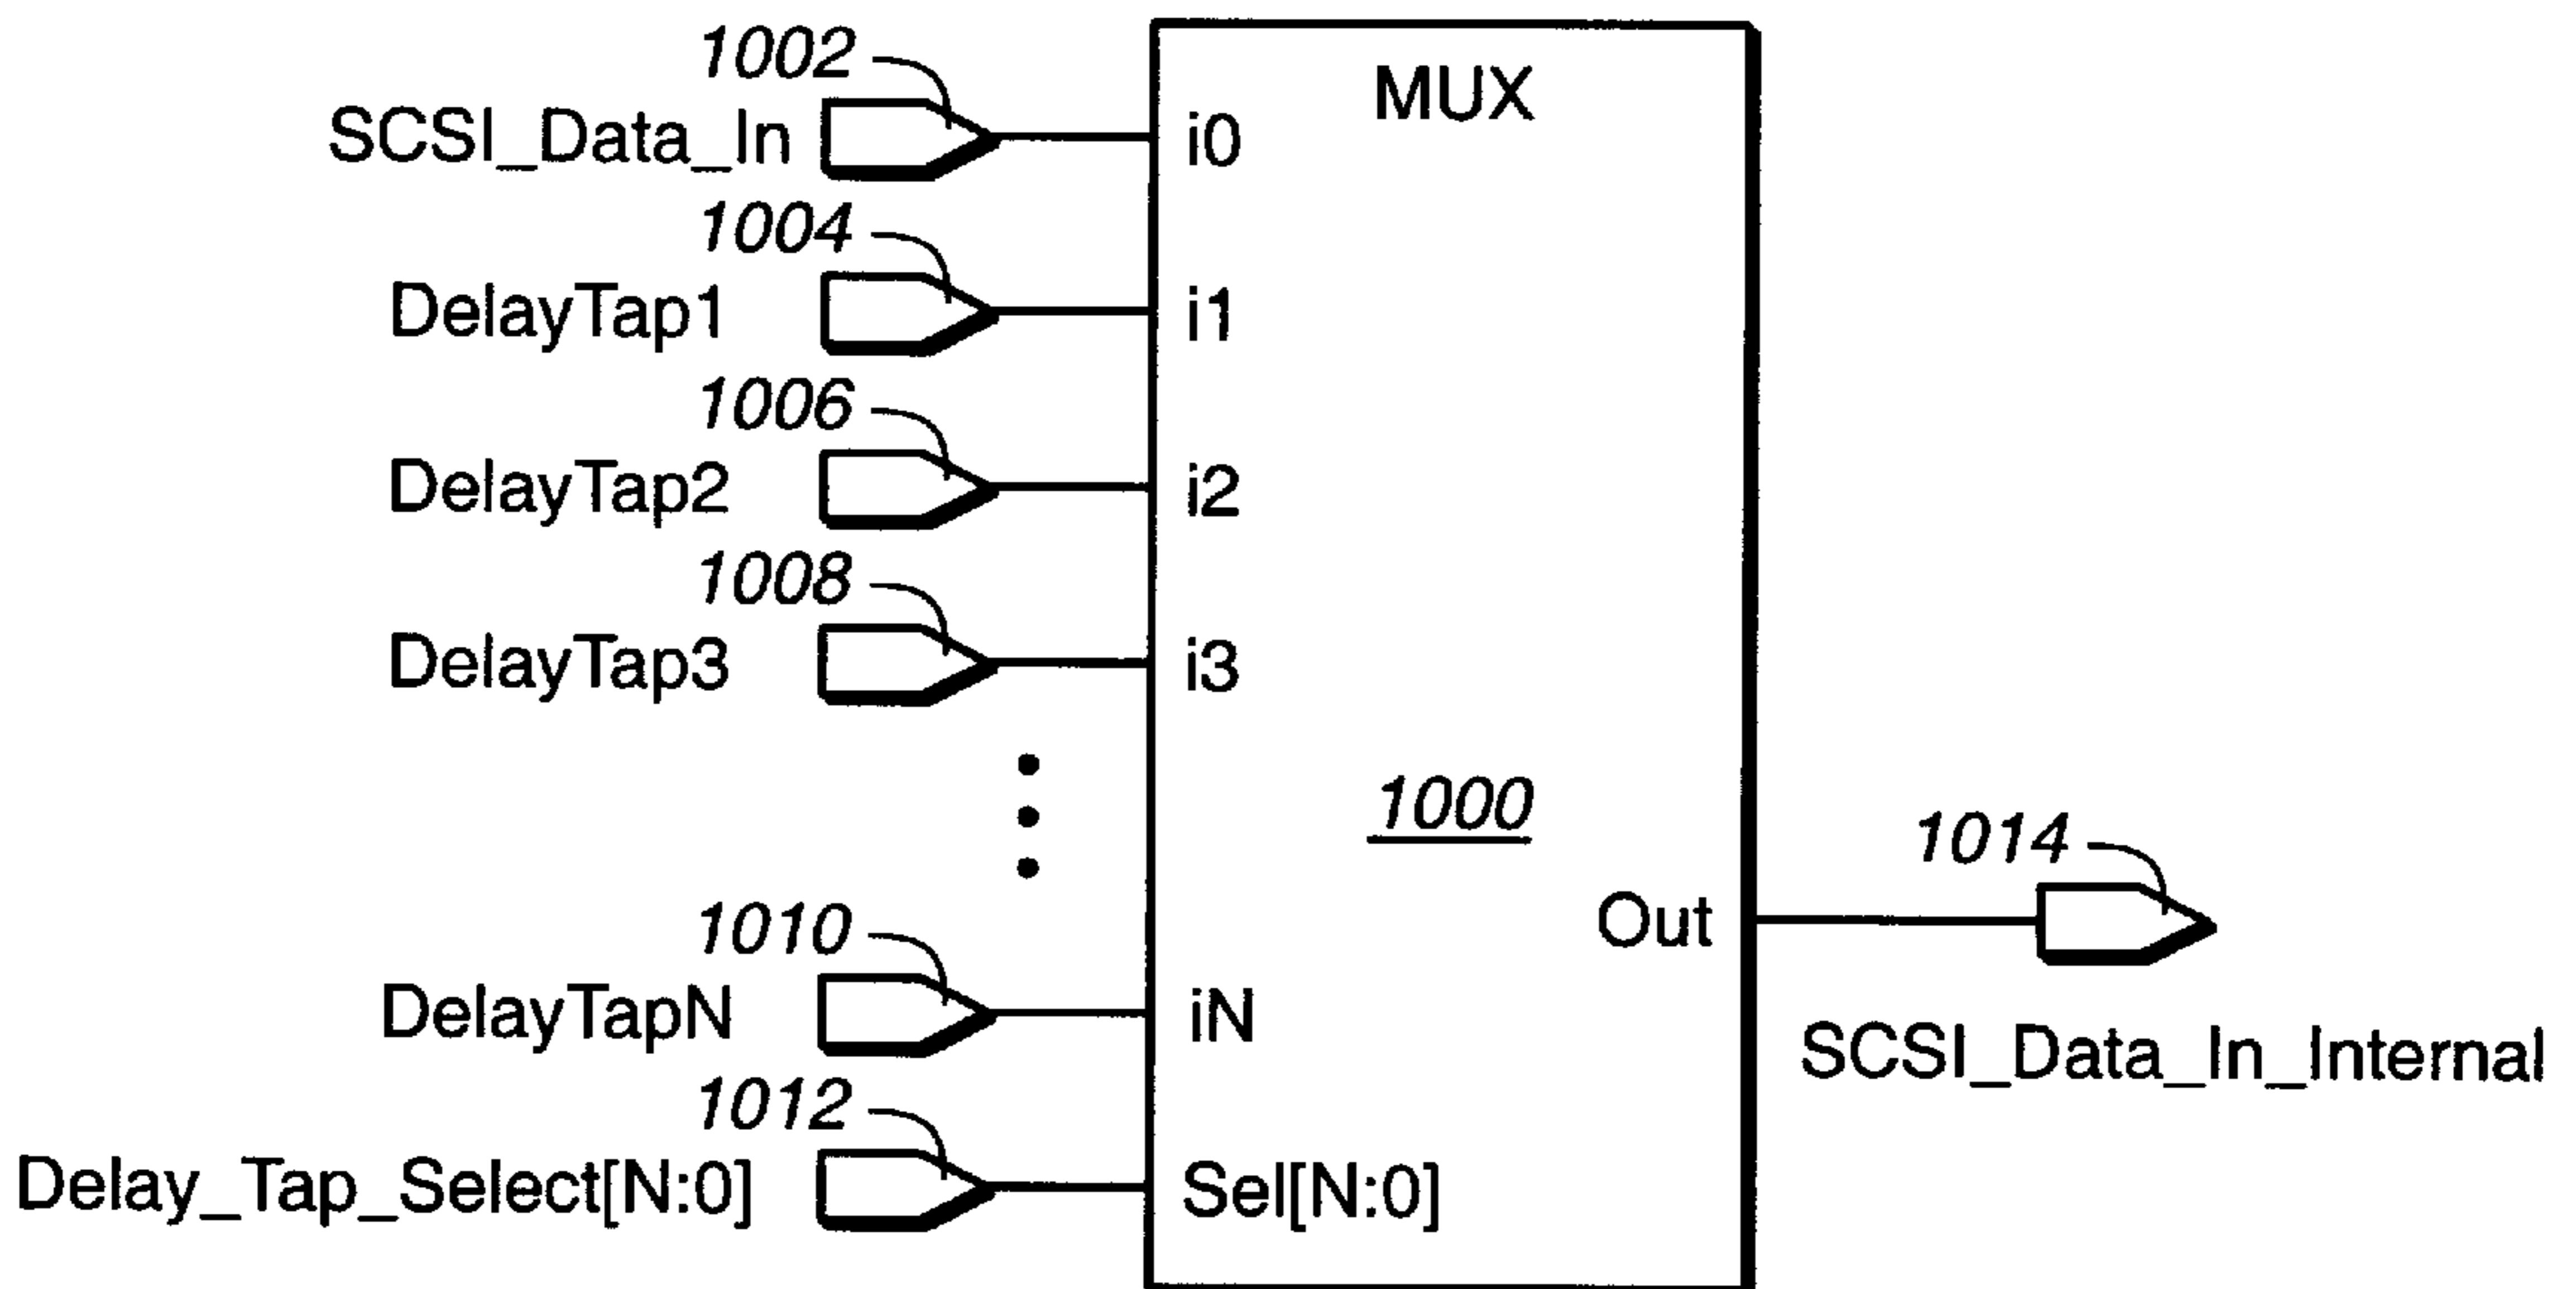 1002
MUX
SCSI_Data_In
i0
1004
DelayTap1
i1
1006
DelayTap2
i2
1008
DelayTap3
i3
1000
1014
1010
Out
DelayTapN
iN
SCSI_Data_In_Internal
1012
Delay_Tap_Select[N:0]
Sel[N:0]